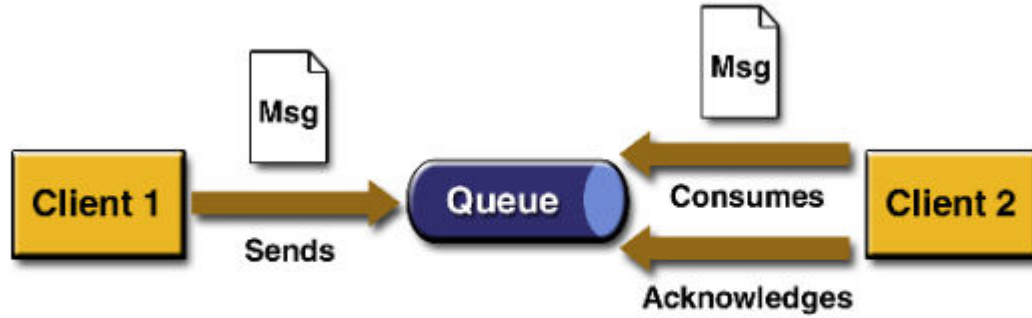 Msg
Msg
Client 1
Queue
Consumes
Client 2
Sends
Acknowledges